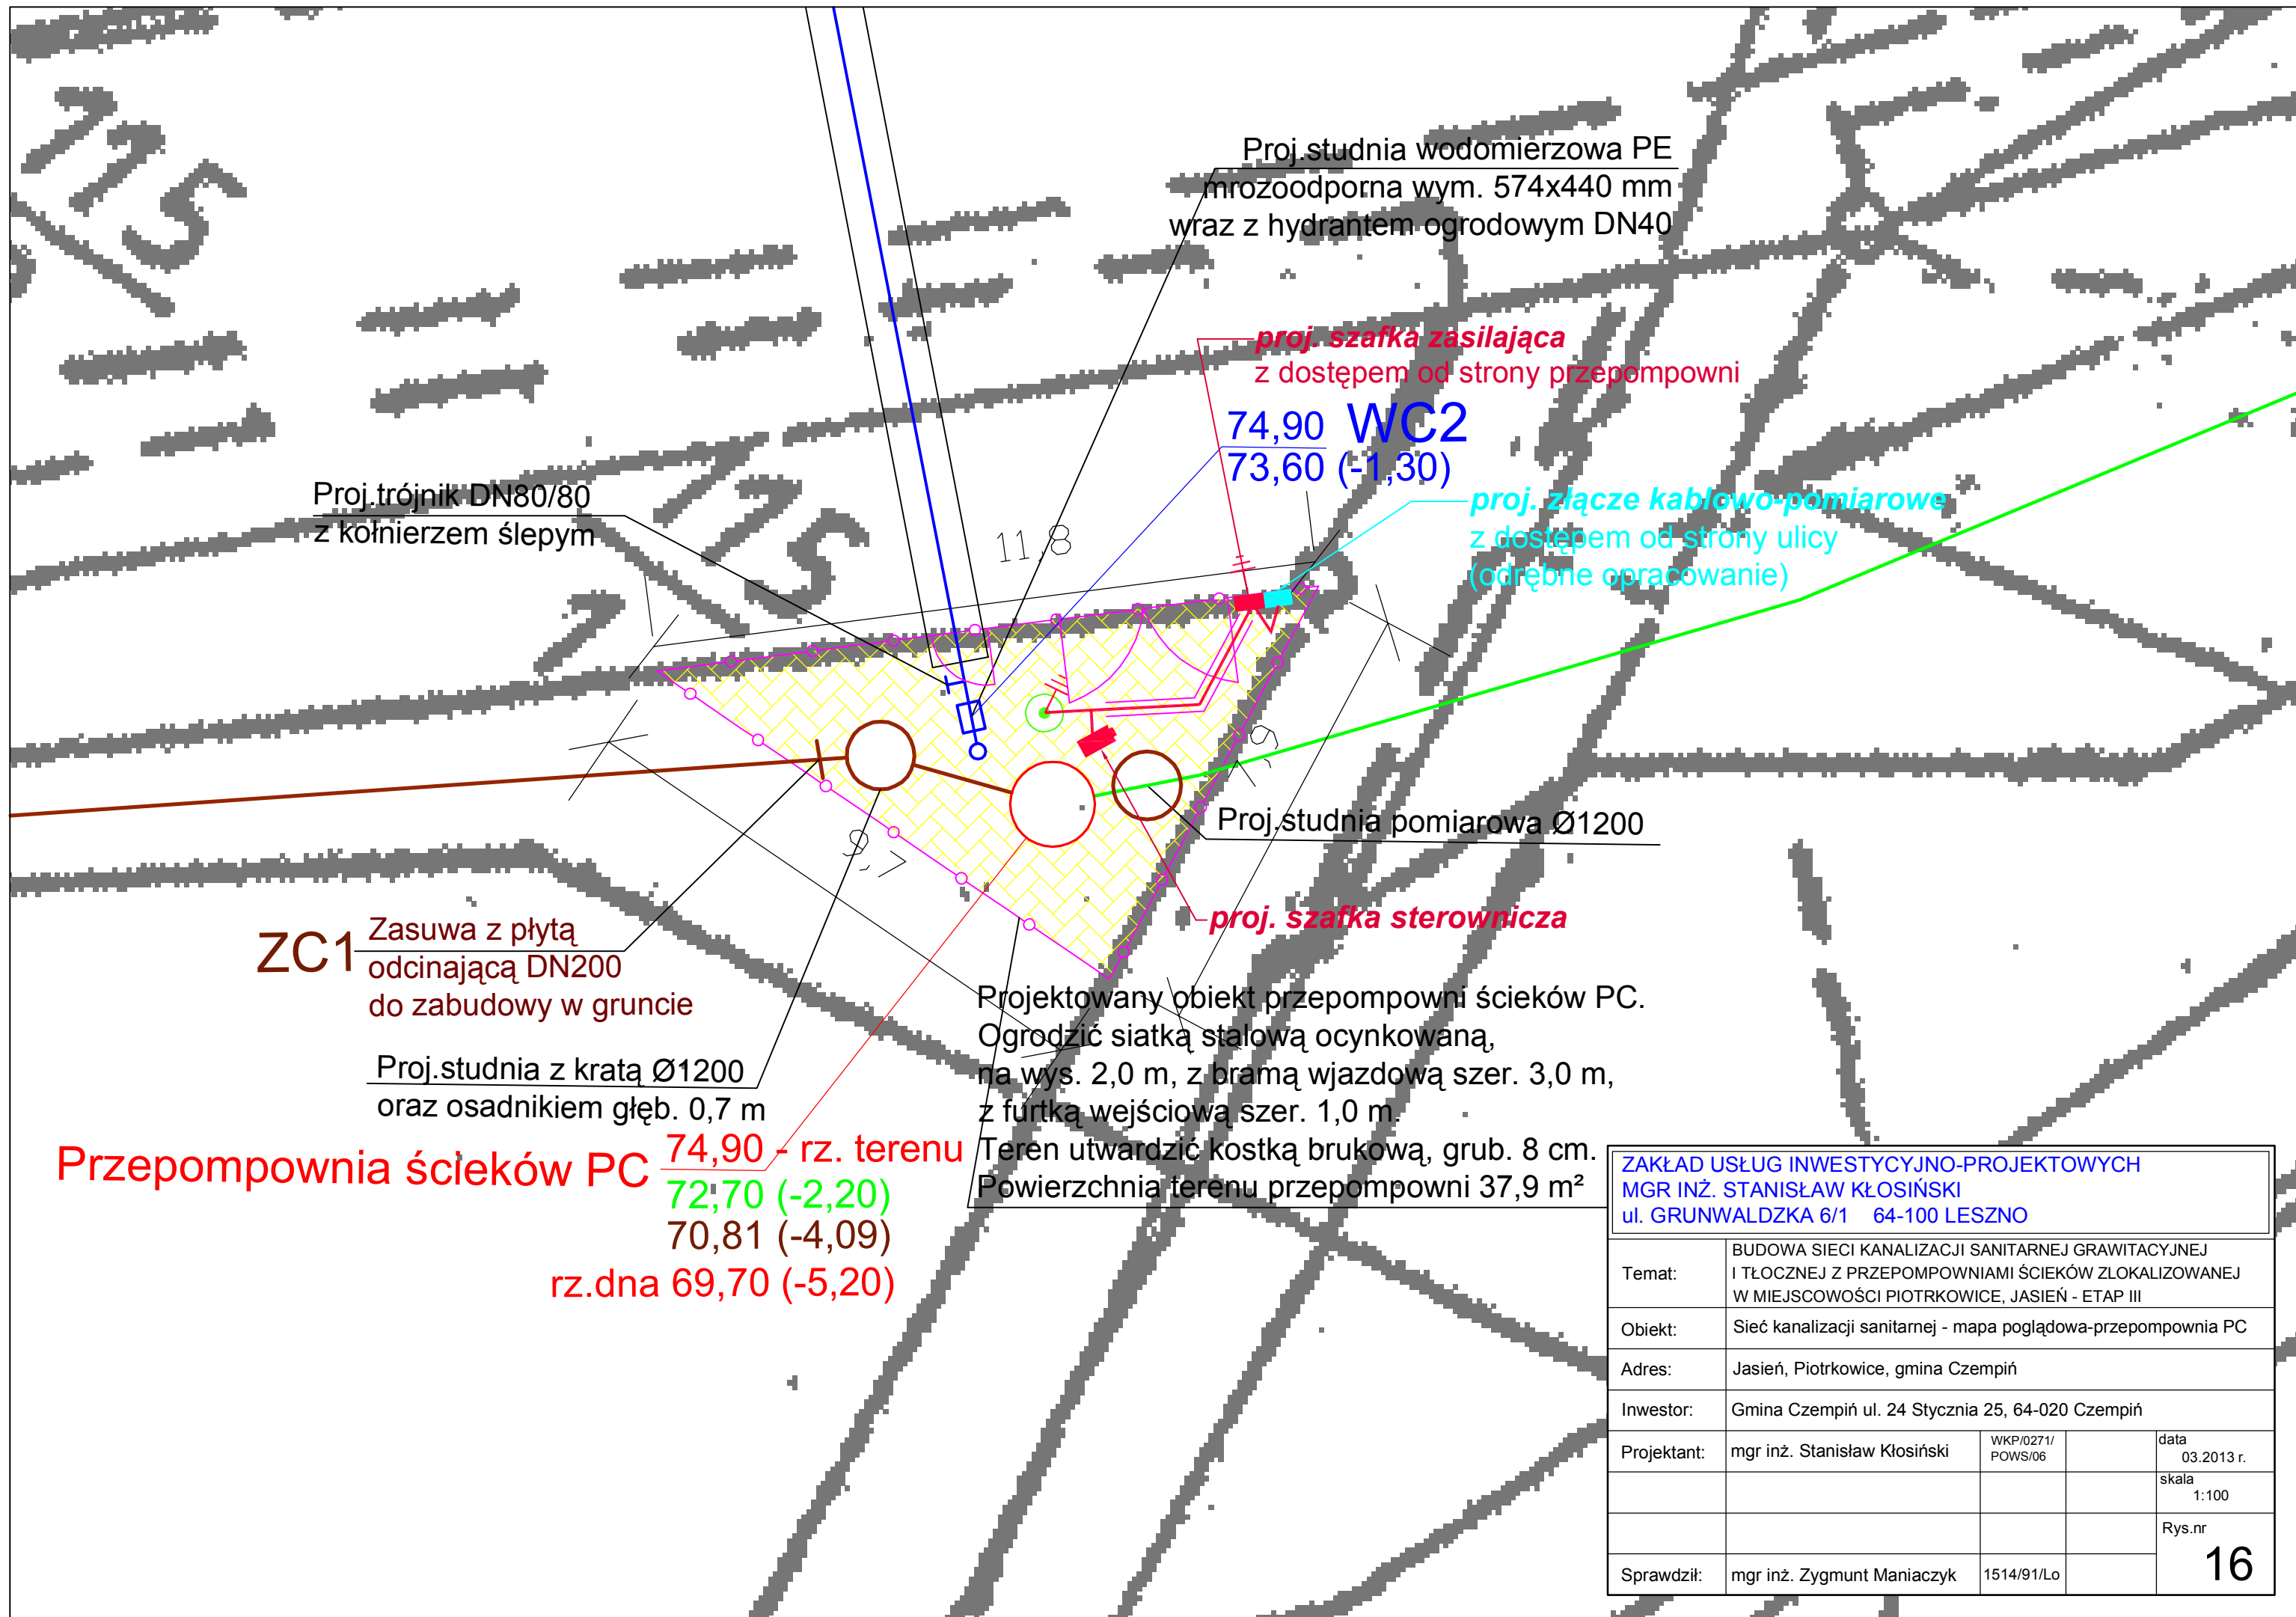 115
Proj.studnia wodomierzowa PE
mrozoodporna wym. 574x440 mm
wraz z hydrantem ogrodowym DN40
proj. szafka zasilająca
z dostępem od strony przepompowni
74,90 WC2
73,60 (-1,30)
Proj.trójnik DN80/80
z kołnierzem ślepym
115
11,8
proj. złącze kablowo-pomiarowe
z dostępem od strony ulicy
(odrębne opracowanie)
7,9
9,7
Proj.studnia pomiarowa Ø1200
proj. szafka sterownicza
ZC1
Zasuwa z płytą
odcinającą DN200
do zabudowy w gruncie
Proj.studnia z kratą Ø1200
oraz osadnikiem głęb. 0,7 m
Przepompownia ścieków PC
74,90 - rz. terenu
72,70 (-2,20)
70,81 (-4,09)
rz.dna 69,70 (-5,20)
Projektowany obiekt przepompowni ścieków PC.
Ogrodzić siatką stalową ocynkowaną,
na wys. 2,0 m, z bramą wjazdową szer. 3,0 m,
z furtką wejściową szer. 1,0 m.
Teren utwardzić kostką brukową, grub. 8 cm.
Powierzchnia terenu przepompowni 37,9 m²
ZAKŁAD USŁUG INWESTYCYJNO-PROJEKTOWYCH
MGR INŻ. STANISŁAW KŁOSIŃSKI
ul. GRUNWALDZKA 6/1 64-100 LESZNO
Temat:
BUDOWA SIECI KANALIZACJI SANITARNEJ GRAWITACYJNEJ
I TŁOCZNEJ Z PRZEPOMPOWNIAMI ŚCIEKÓW ZLOKALIZOWANEJ
W MIEJSCOWOŚCI PIOTRKOWICE, JASIEŃ - ETAP III
Obiekt: Sieć kanalizacji sanitarnej - mapa poglądowa-przepompownia PC
Adres: Jasień, Piotrkowice, gmina Czempiń
Inwestor: Gmina Czempiń ul. 24 Stycznia 25, 64-020 Czempiń
Projektant: mgr inż. Stanisław Kłosiński
WKP/0271/
POWS/06
data
03.2013 r.
skala
1:100
Rys.nr
16
Sprawdził: mgr inż. Zygmunt Maniaczyk 1514/91/Lo